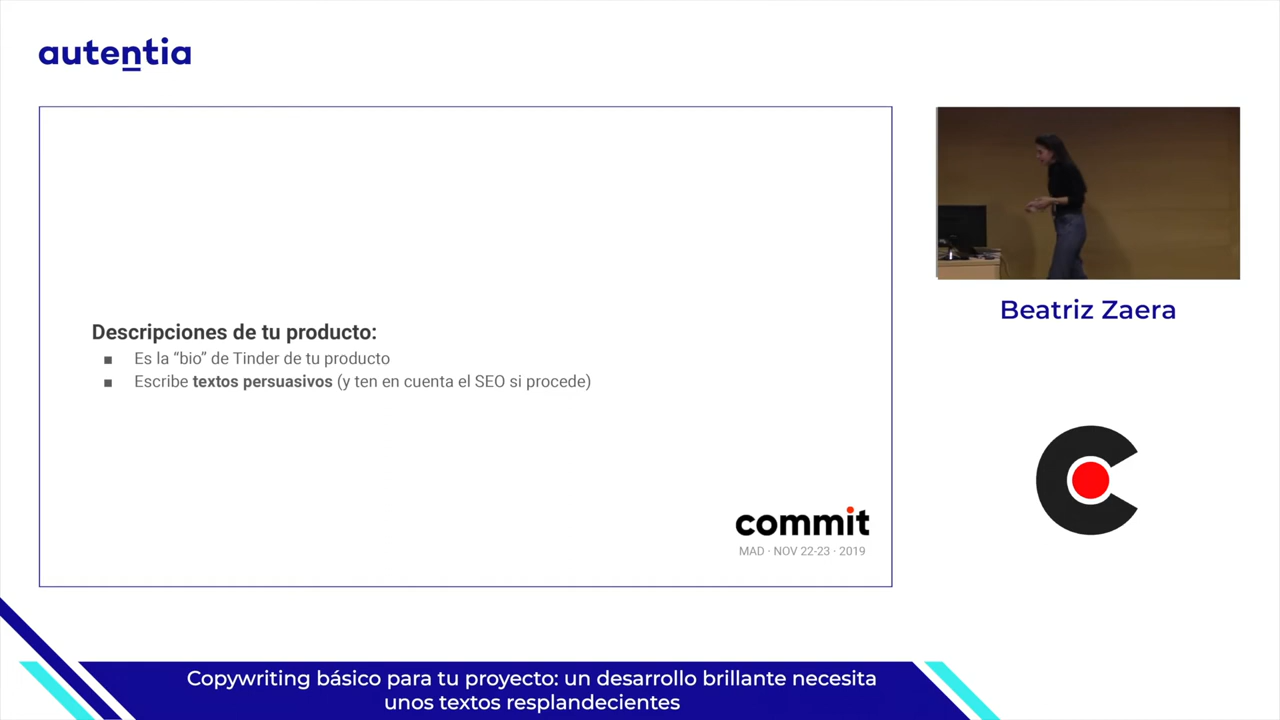 autentia
Descripciones de tu producto:
■ Es la “bio” de Tinder de tu producto
■ Escribe textos persuasivos (y ten en cuenta el SEO si procede)
commit
MAD · NOV 22-23 · 2019
Beatriz Zaera
Copywriting básico para tu proyecto: un desarrollo brillante necesita
unos textos resplandecientes